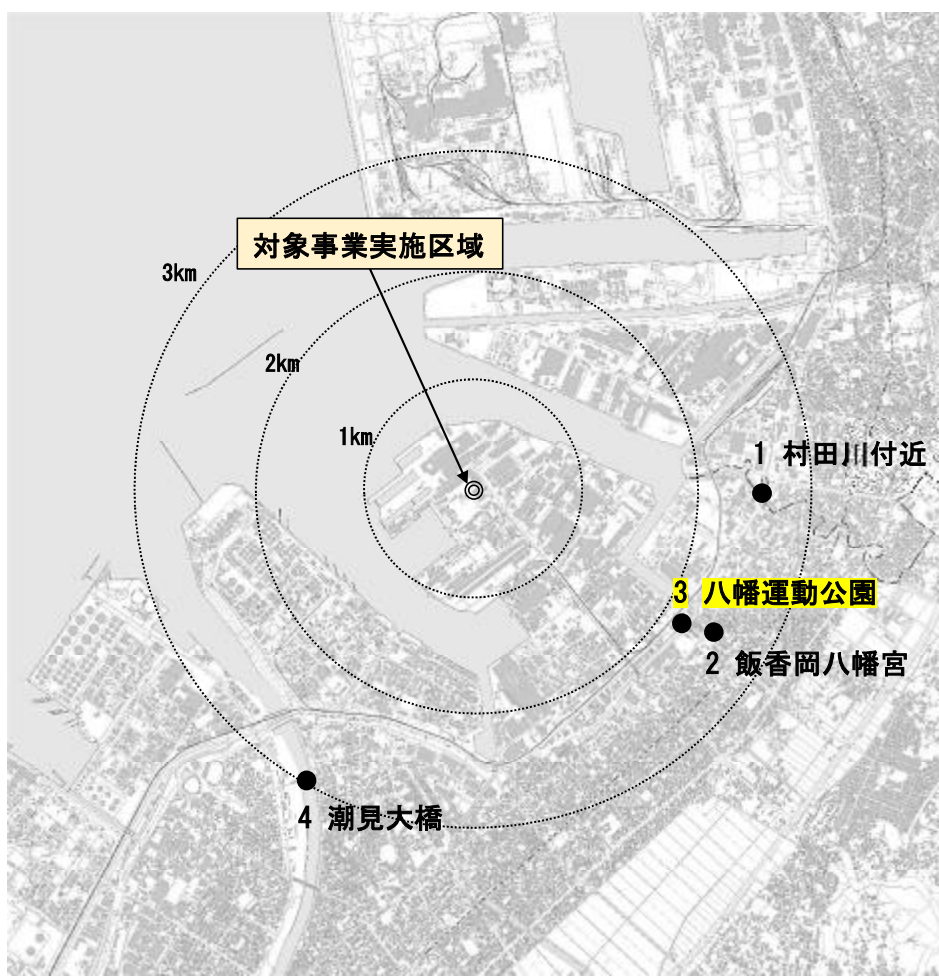 対象事業実施区域
3km
2km
1km
1 村田川付近
3 八幡運動公園
2 飯香岡八幡宮
4 潮見大橋